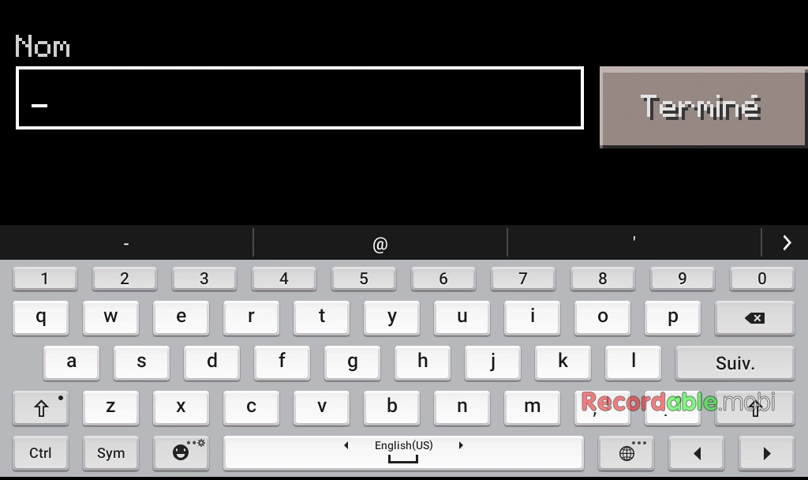 Nom
_
Terminé
- @ '
1 2 3 4 5 6 7 8 9 0
q w e r t y u i o p
a s d f g h j k l Suiv.
z x c v b n m
Recordable.mobi
Ctrl Sym English(US)